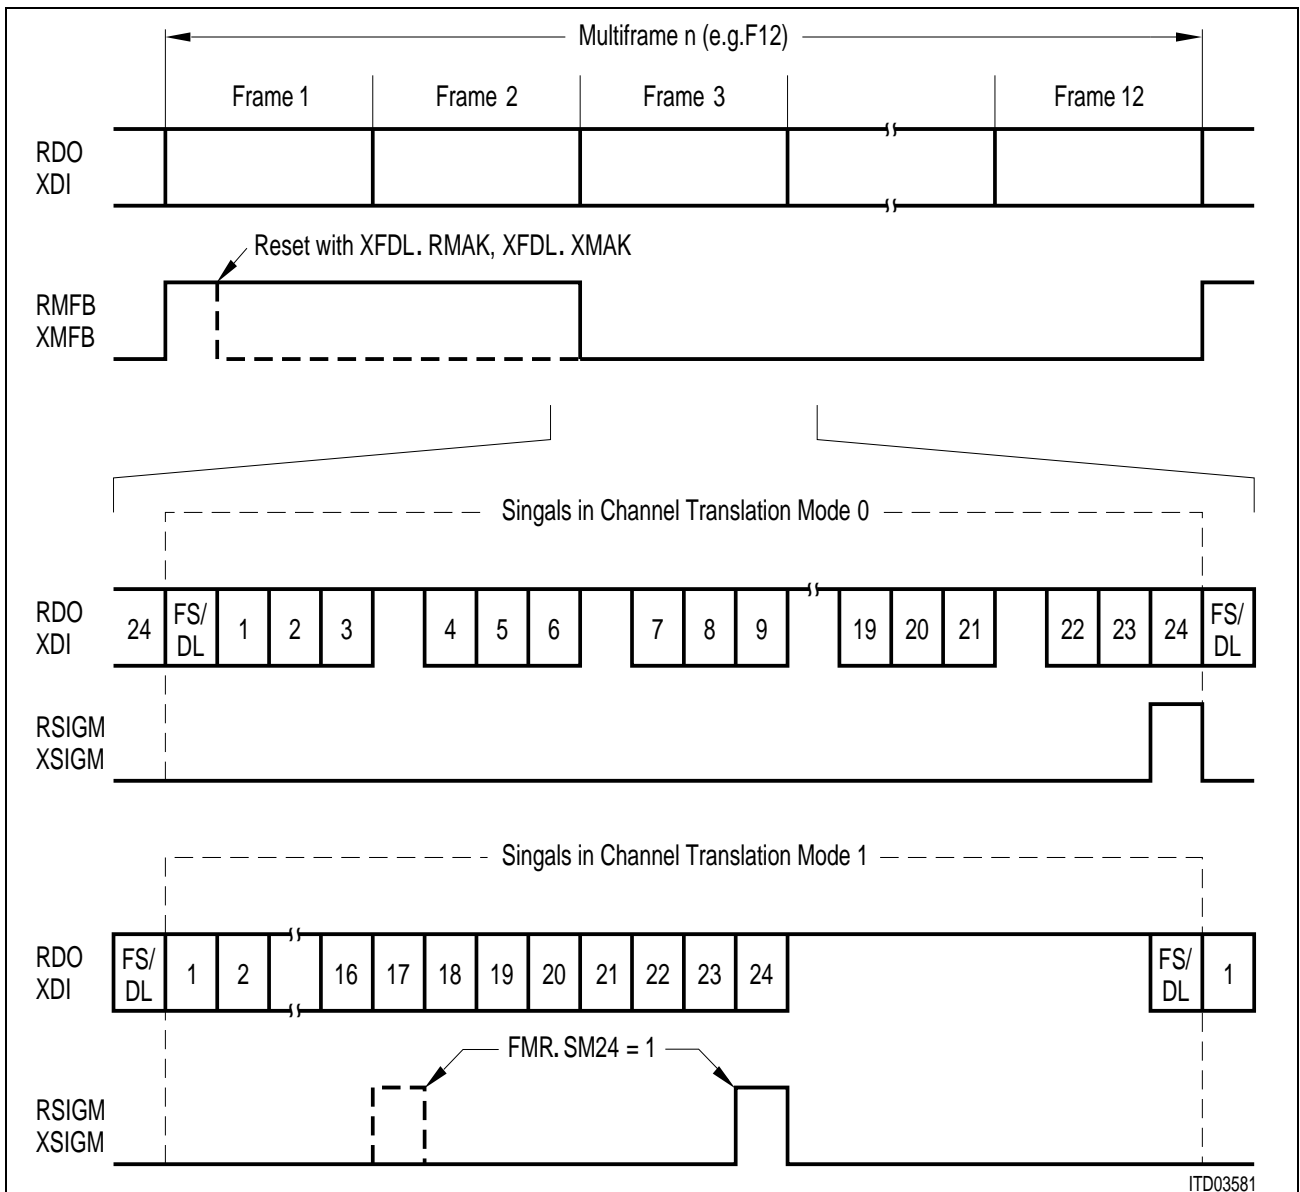 Multiframe n (e.g.F12)
Frame 1 Frame 2 Frame 3 Frame 12
RDO
XDI
Reset with XFDL. RMAK, XFDL. XMAK
RMFB
XMFB
Singals in Channel Translation Mode 0
RDO
XDI
24 FS/DL 1 2 3 4 5 6 7 8 9 19 20 21 22 23 24 FS/DL
RSIGM
XSIGM
Singals in Channel Translation Mode 1
RDO
XDI
FS/DL 1 2 16 17 18 19 20 21 22 23 24 FS/DL 1
FMR. SM24 = 1
RSIGM
XSIGM
ITD03581